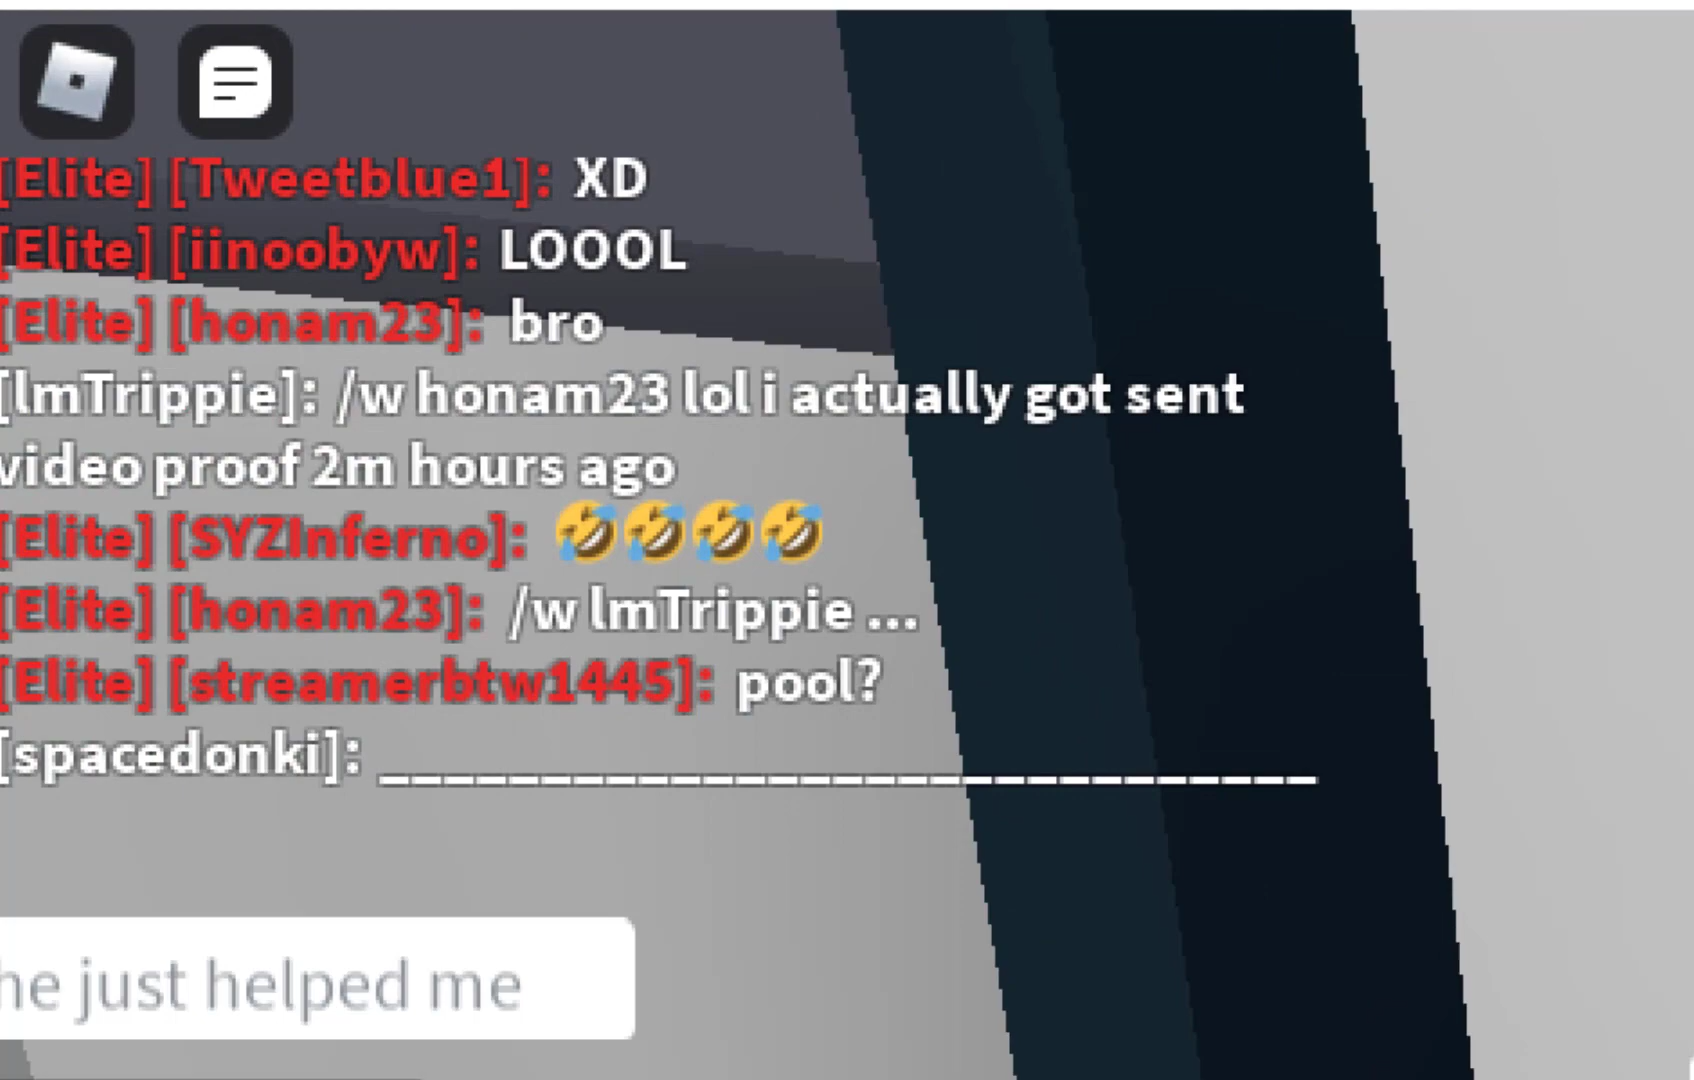 [Elite] [Tweetblue1]: XD
[Elite] [iinoobyw]: LOOOL
[Elite] [honam23]: bro
[lmTrippie]: /w honam23 lol i actually got sent
video proof 2m hours ago
[Elite] [SYZInferno]: 🤣🤣🤣🤣
[Elite] [honam23]: /w lmTrippie ...
[Elite] [streamerbtw1445]: pool?
[spacedonki]: _____________________________
he just helped me